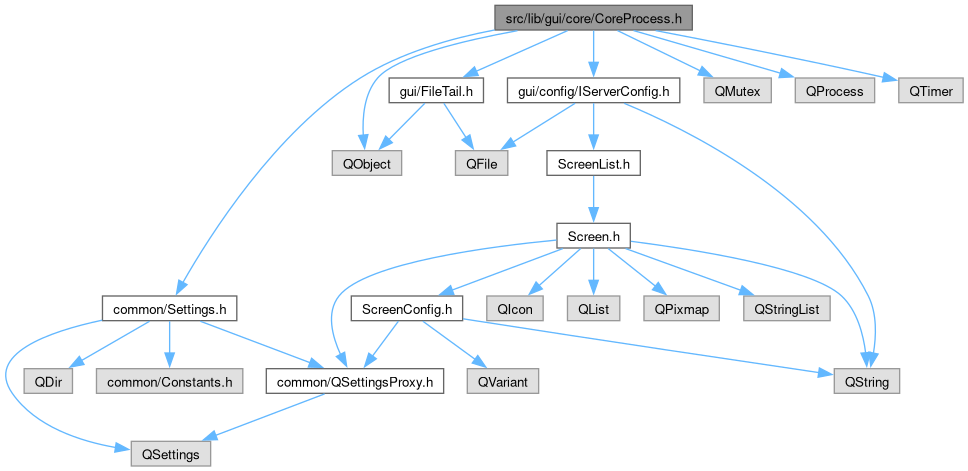 src/lib/gui/core/CoreProcess.h
gui/FileTail.h
gui/config/IServerConfig.h
QMutex
QProcess
QTimer
QObject
QFile
ScreenList.h
Screen.h
common/Settings.h
ScreenConfig.h
QIcon
QList
QPixmap
QStringList
QDir
common/Constants.h
common/QSettingsProxy.h
QVariant
QString
QSettings